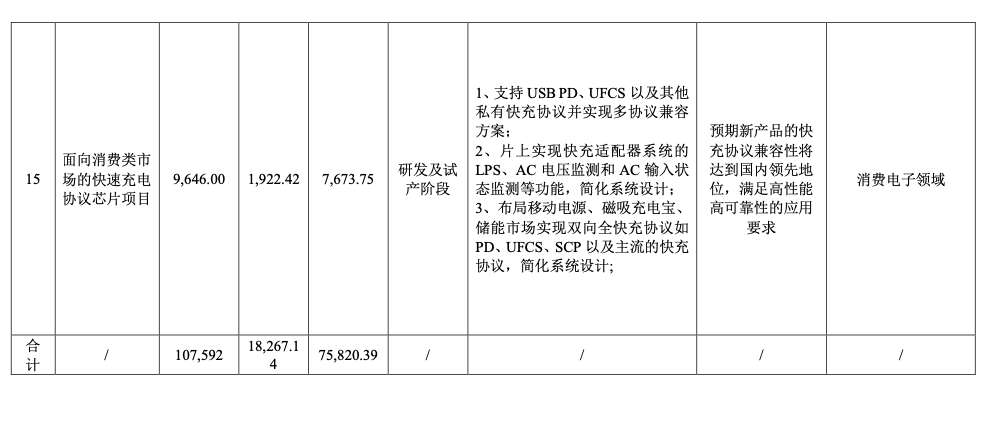 15
面向消费类市
场的快速充电
协议芯片项目
9,646.00
1,922.42
7,673.75
研发及试
产阶段
1、支持 USB PD、UFCS 以及其他
私有快充协议并实现多协议兼容
方案；
2、片上实现快充适配器系统的
LPS、AC 电压监测和 AC 输入状
态监测等功能，简化系统设计；
3、布局移动电源、磁吸充电宝、
储能市场实现双向全快充协议如
PD、UFCS、SCP 以及主流的快充
协议，简化系统设计;
预期新产品的快
充协议兼容性将
达到国内领先地
位，满足高性能
高可靠性的应用
要求
消费电子领域
合
计
/
107,592
18,267.1
4
75,820.39
/
/
/
/